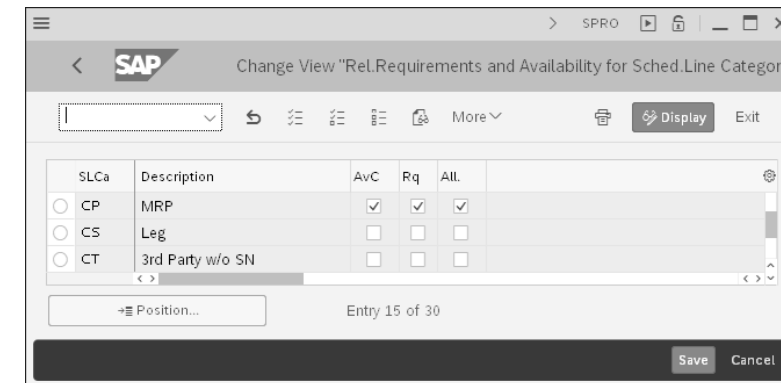 SPRO
SAP
Change View "Rel.Requirements and Availability for Sched.Line Categor
More
Display
Exit
SLCa Description AvC Rq All.
CP MRP
CS Leg
CT 3rd Party w/o SN
Position...
Entry 15 of 30
Save Cancel